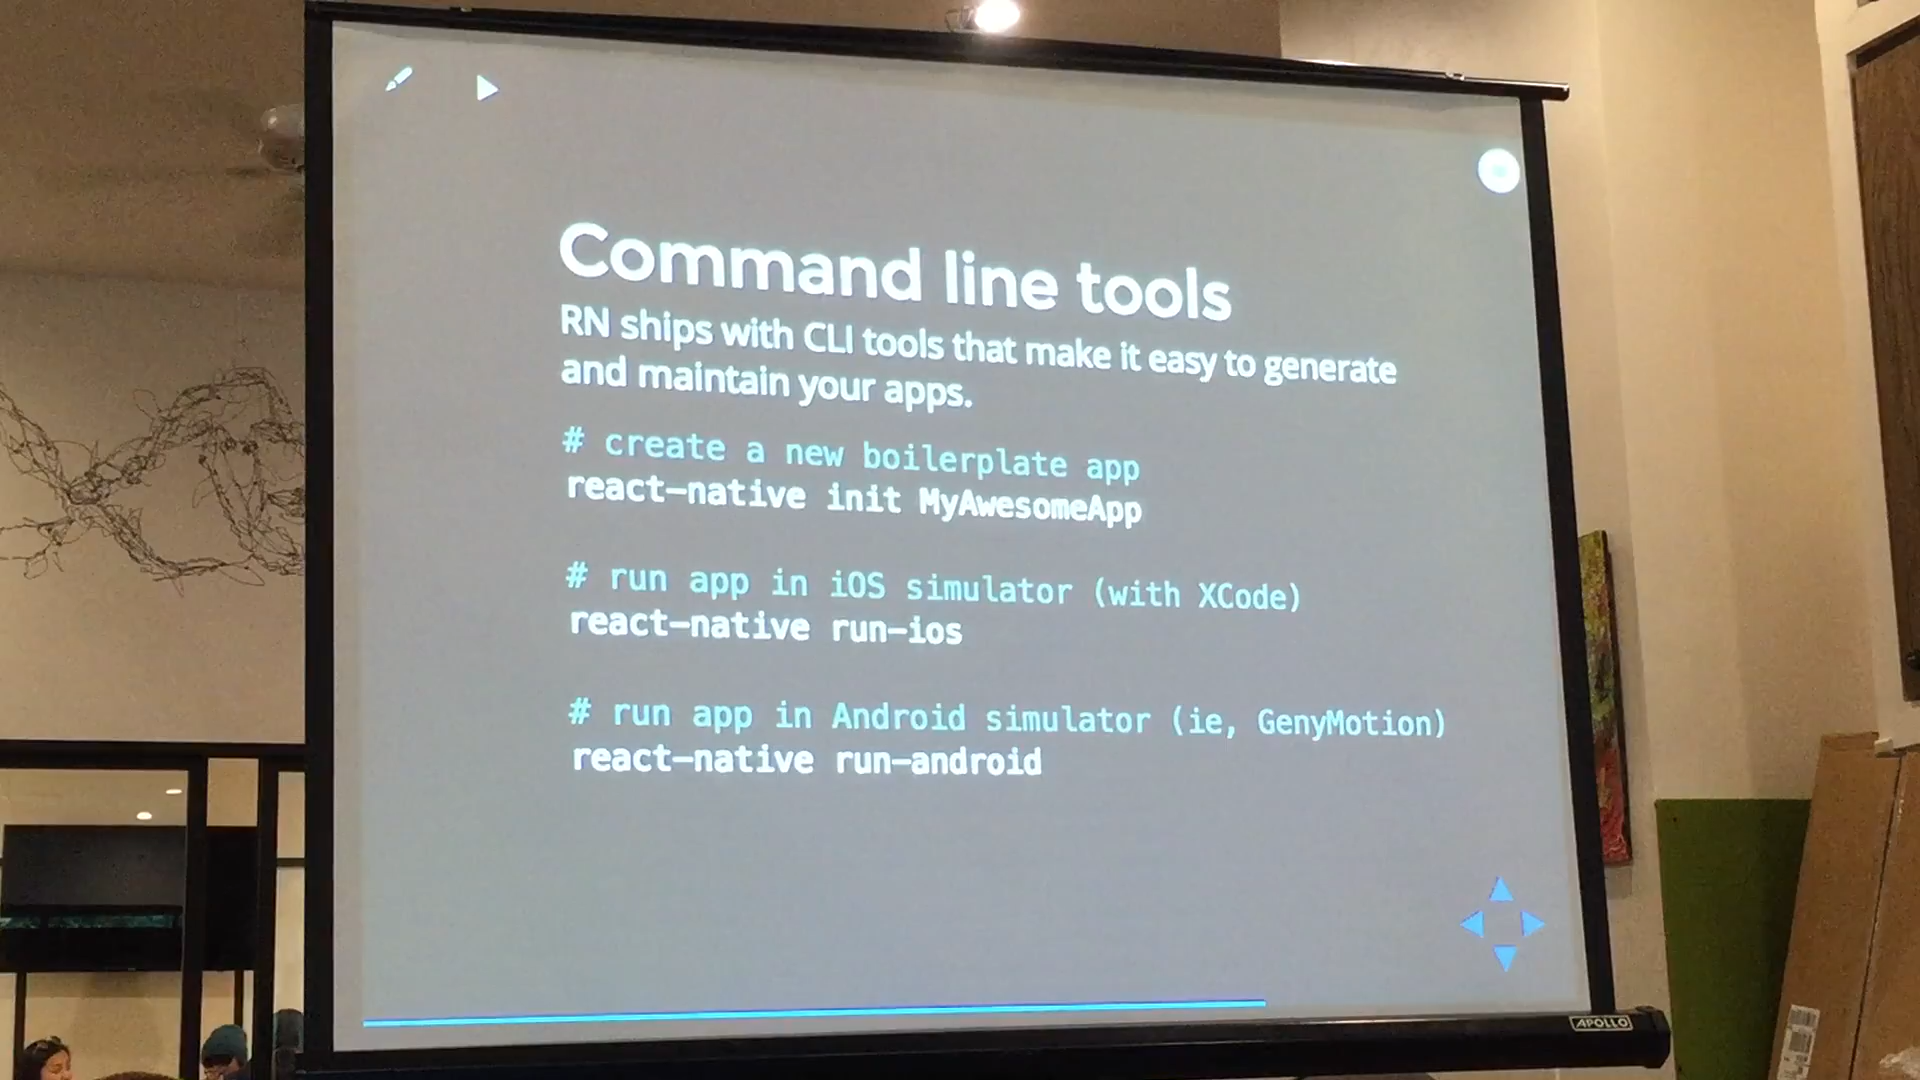 Command line tools
RN ships with CLI tools that make it easy to generate
and maintain your apps.
# create a new boilerplate app
react-native init MyAwesomeApp
# run app in iOS simulator (with XCode)
react-native run-ios
# run app in Android simulator (ie, GenyMotion)
react-native run-android
APOLLO